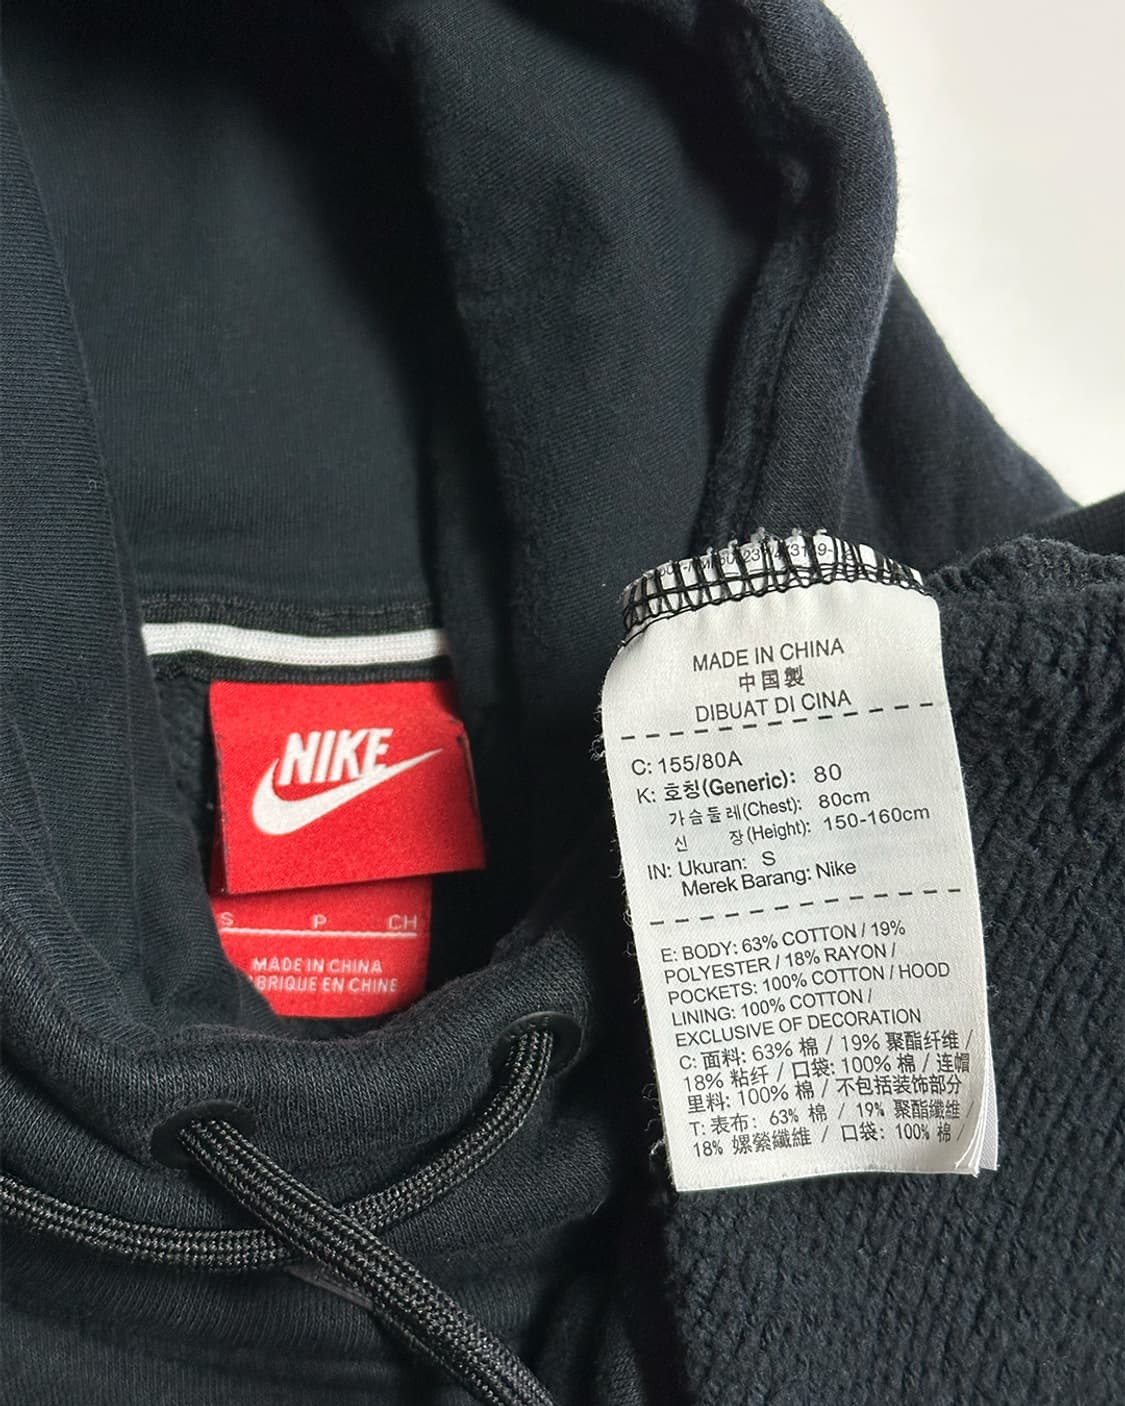 NIKE
S P CH
MADE IN CHINA
BRIQUE EN CHINE
MADE IN CHINA
中国製
DIBUAT DI CINA
C: 155/80A
K: 호칭(Generic): 80
가슴둘레(Chest): 80cm
신 장(Height): 150-160cm
IN: Ukuran: S
Merek Barang: Nike
E: BODY: 63% COTTON / 19%
POLYESTER / 18% RAYON /
POCKETS: 100% COTTON / HOOD
LINING: 100% COTTON /
EXCLUSIVE OF DECORATION
C: 面料: 63% 棉 / 19% 聚酯纤维 /
18% 粘纤 / 口袋: 100% 棉 / 连帽
里料: 100% 棉 / 不包括装饰部分
T: 表布: 63% 棉 / 19% 聚酯纖維 /
18% 嫘縈纖維 / 口袋: 100% 棉 /